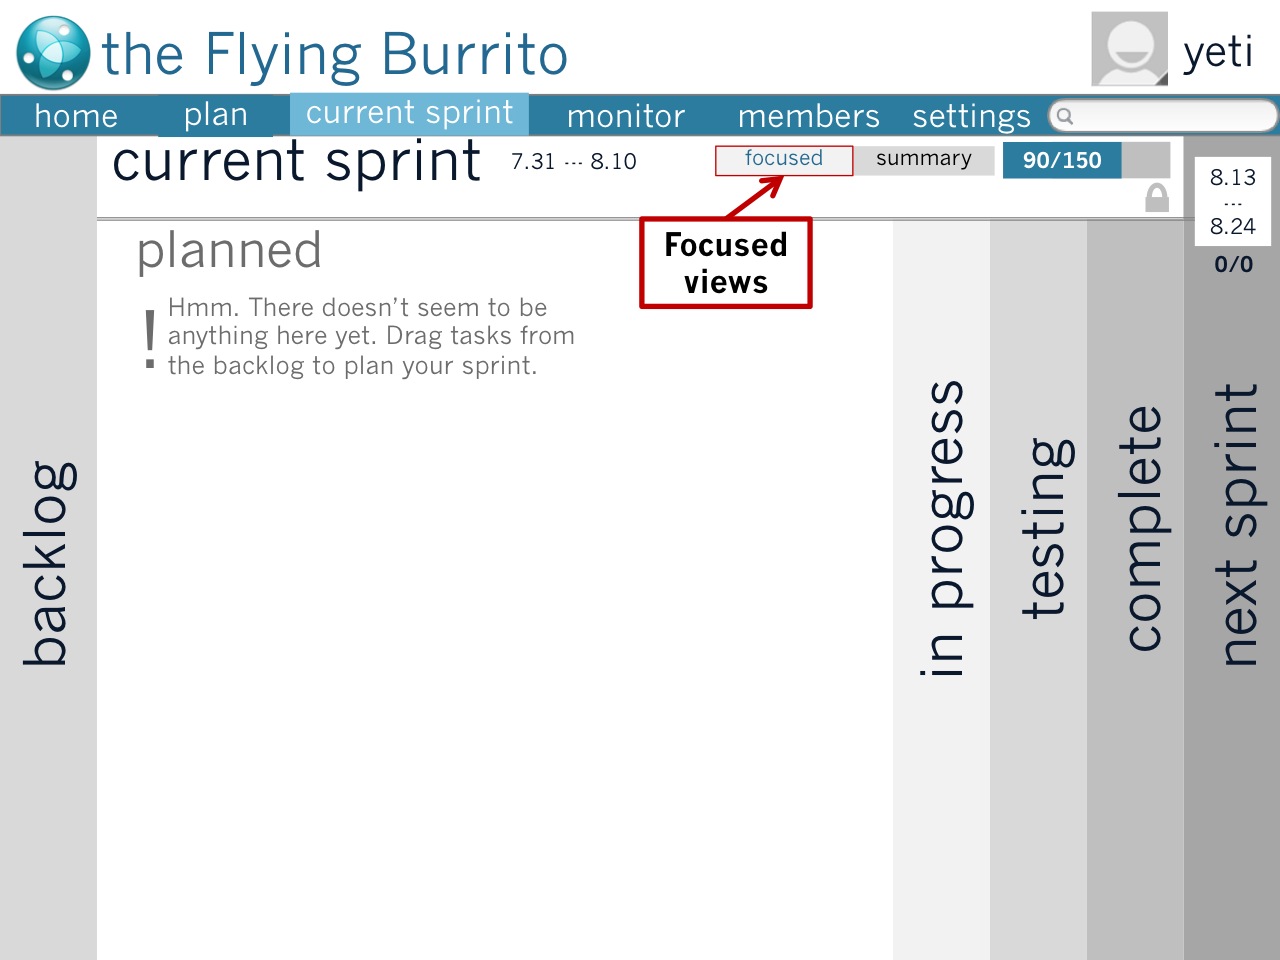 the Flying Burrito
yeti
home plan current sprint monitor members settings
current sprint 7.31 --- 8.10 focused summary 90/150
8.13
---
8.24
0/0
Focused
views
planned
! Hmm. There doesn’t seem to be
anything here yet. Drag tasks from
the backlog to plan your sprint.
backlog
in progress
testing
complete
next sprint